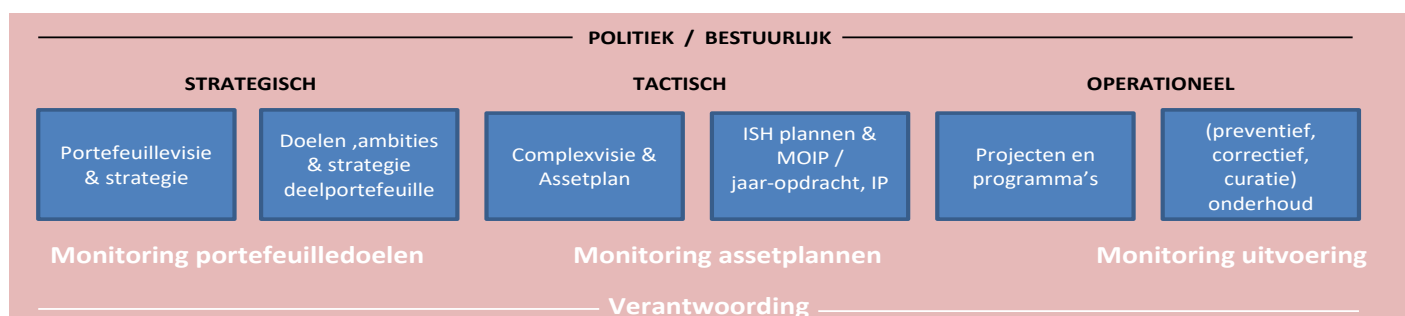 POLITIEK / BESTUURLIJK
STRATEGISCH
TACTISCH
OPERATIONEEL
Portefeuillevisie
& strategie
Doelen ,ambities
& strategie
deelportefeuille
Complexvisie &
Assetplan
ISH plannen &
MOIP /
jaar-opdracht, IP
Projecten en
programma's
(preventief,
correctief,
curatie)
onderhoud
Monitoring portefeuilledoelen
Monitoring assetplannen
Monitoring uitvoering
Verantwoording